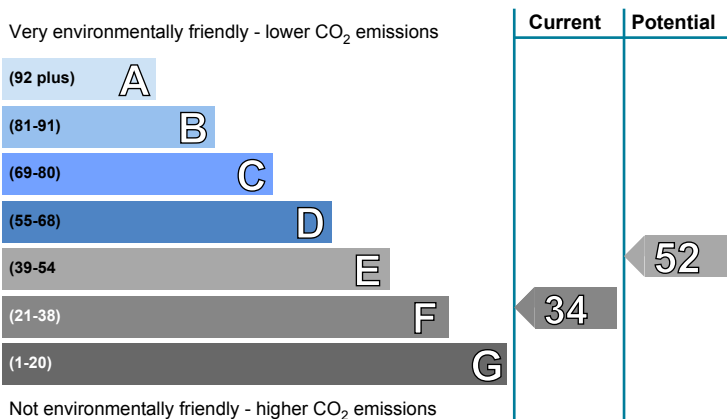 Current Potential
Very environmentally friendly - lower CO2 emissions
(92 plus) A
(81-91) B
(69-80) C
(55-68) D
(39-54 E
52
(21-38) F
34
(1-20) G
Not environmentally friendly - higher CO2 emissions